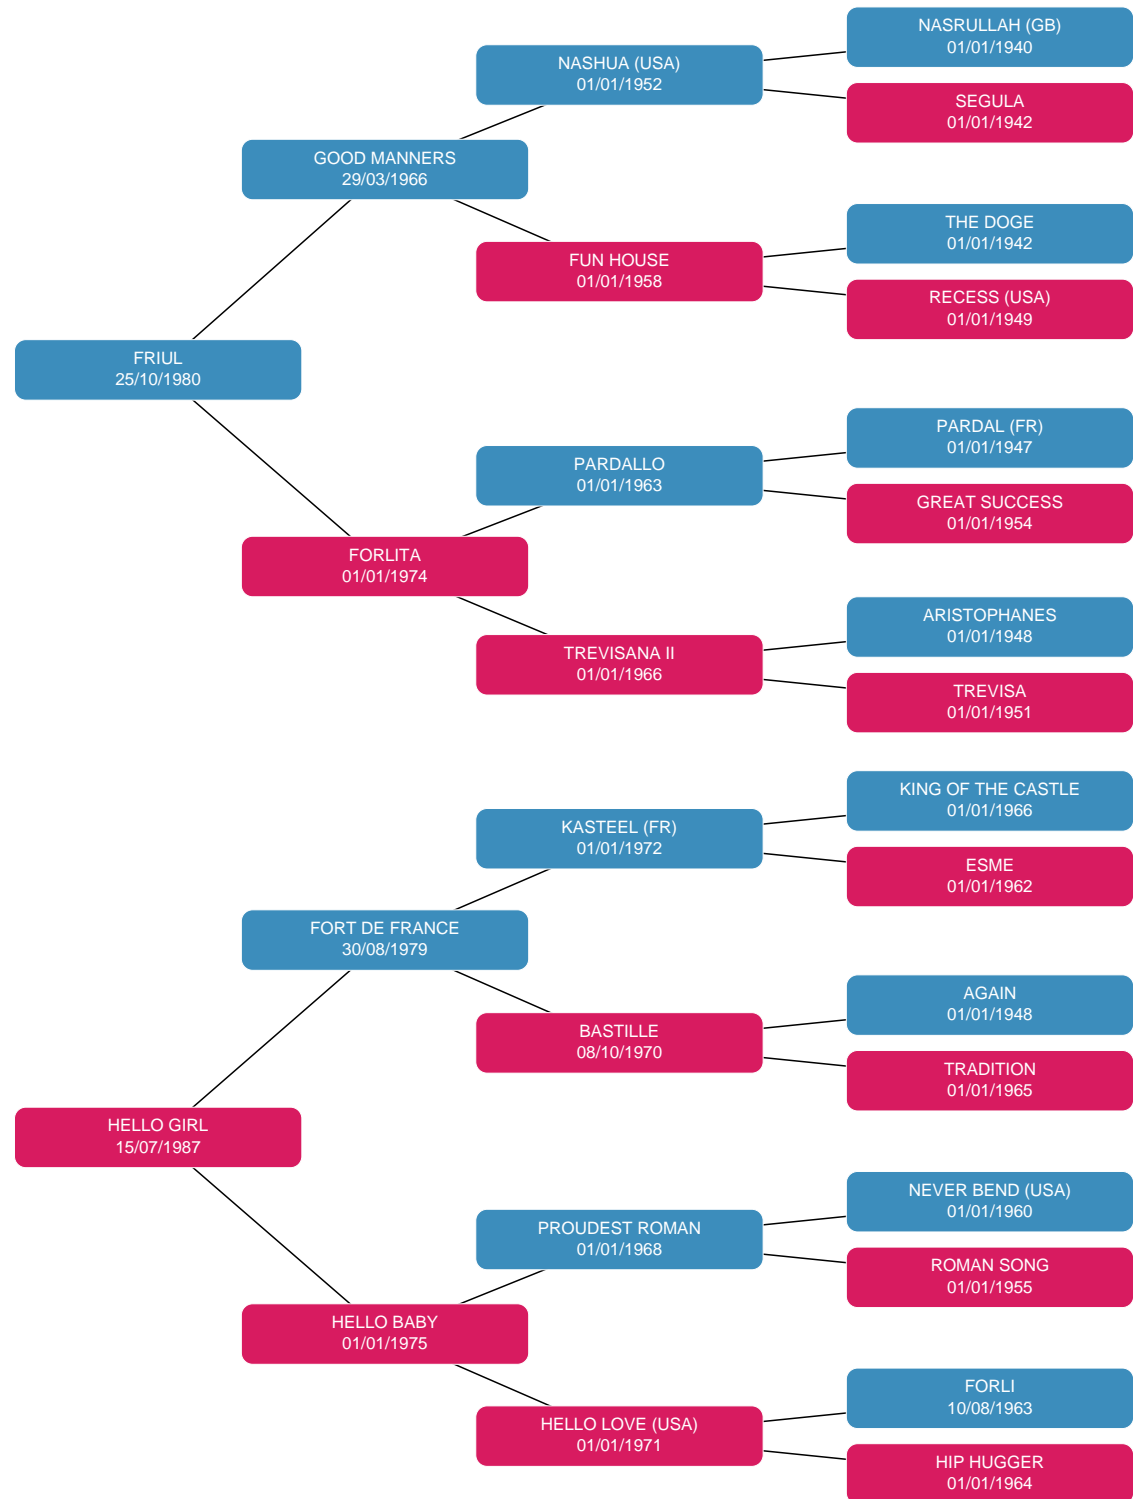 NASRULLAH (GB)
01/01/1940
NASHUA (USA)
01/01/1952
SEGULA
01/01/1942
GOOD MANNERS
29/03/1966
THE DOGE
01/01/1942
FUN HOUSE
01/01/1958
RECESS (USA)
01/01/1949
FRIUL
25/10/1980
PARDAL (FR)
01/01/1947
PARDALLO
01/01/1963
GREAT SUCCESS
01/01/1954
FORLITA
01/01/1974
ARISTOPHANES
01/01/1948
TREVISANA II
01/01/1966
TREVISA
01/01/1951
KING OF THE CASTLE
01/01/1966
KASTEEL (FR)
01/01/1972
ESME
01/01/1962
FORT DE FRANCE
30/08/1979
AGAIN
01/01/1948
BASTILLE
08/10/1970
TRADITION
01/01/1965
HELLO GIRL
15/07/1987
NEVER BEND (USA)
01/01/1960
PROUDEST ROMAN
01/01/1968
ROMAN SONG
01/01/1955
HELLO BABY
01/01/1975
FORLI
10/08/1963
HELLO LOVE (USA)
01/01/1971
HIP HUGGER
01/01/1964